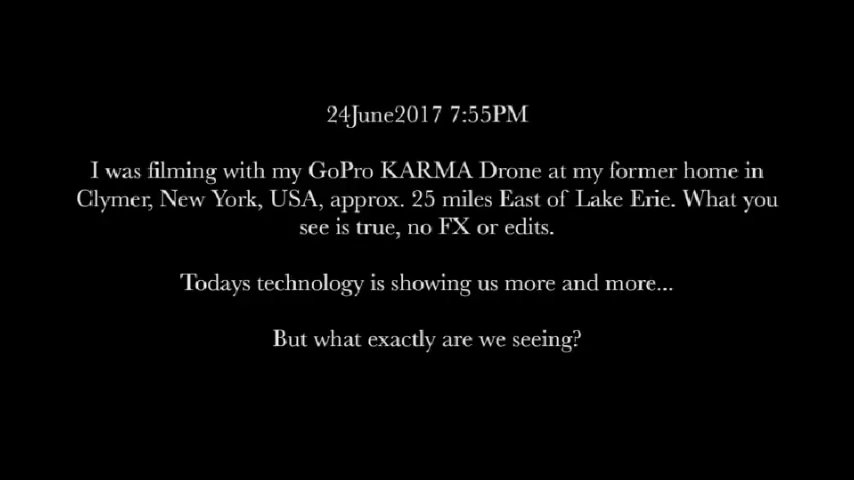 24June2017 7:55PM
I was filming with my GoPro KARMA Drone at my former home in
Clymer, New York, USA, approx. 25 miles East of Lake Erie. What you
see is true, no FX or edits.
Todays technology is showing us more and more...
But what exactly are we seeing?